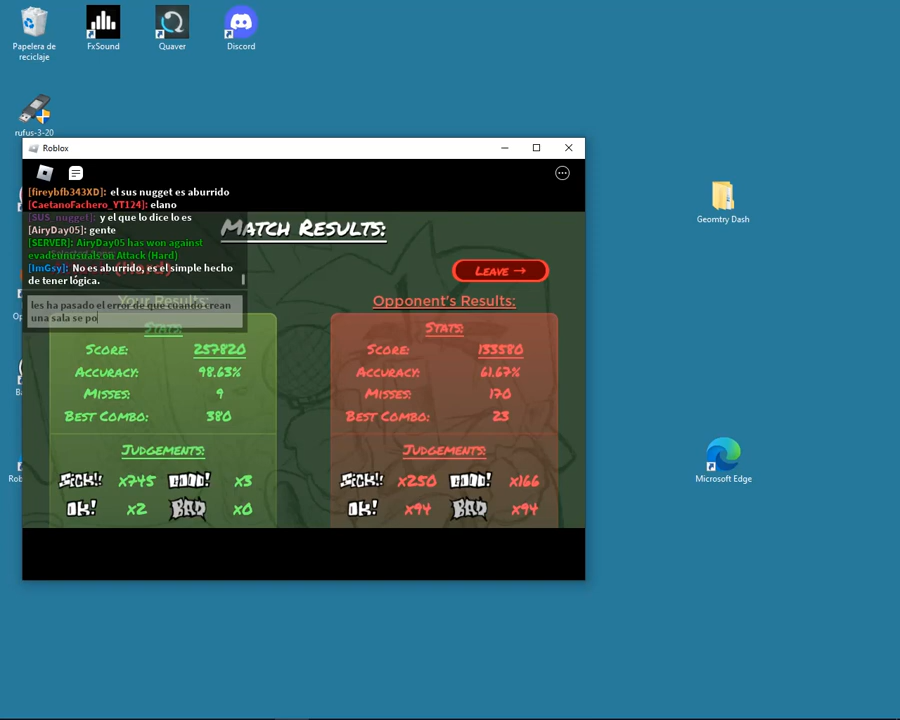 Papelera de
reciclaje
FxSound
Quaver
Discord
rufus-3-20
Roblox
[fireybfb343XD]: el sus nugget es aburrido
[CaetanoFachero_YT124]: elano
[SUS_nugget]: y el que lo dice lo es
[AiryDay05]: gente
[SERVER]: AiryDay05 has won against
evadeunusuals on Attack (Hard)
[ImGsy]: No es aburrido, es el simple hecho
de tener lógica.
les ha pasado el error de que cuando crean
una sala se po
Match Results:
Leave →
Your Results:
Stats:
Score: 257820
Accuracy: 98.63%
Misses: 9
Best Combo: 380
Judgements:
Sick!! x745 Good! x3
Ok! x2 Bad x0
Opponent's Results:
Stats:
Score: 133580
Accuracy: 61.67%
Misses: 170
Best Combo: 23
Judgements:
Sick!! x250 Good! x166
Ok! x94 Bad x94
Geomtry Dash
Microsoft Edge
Op
Ba
Rob